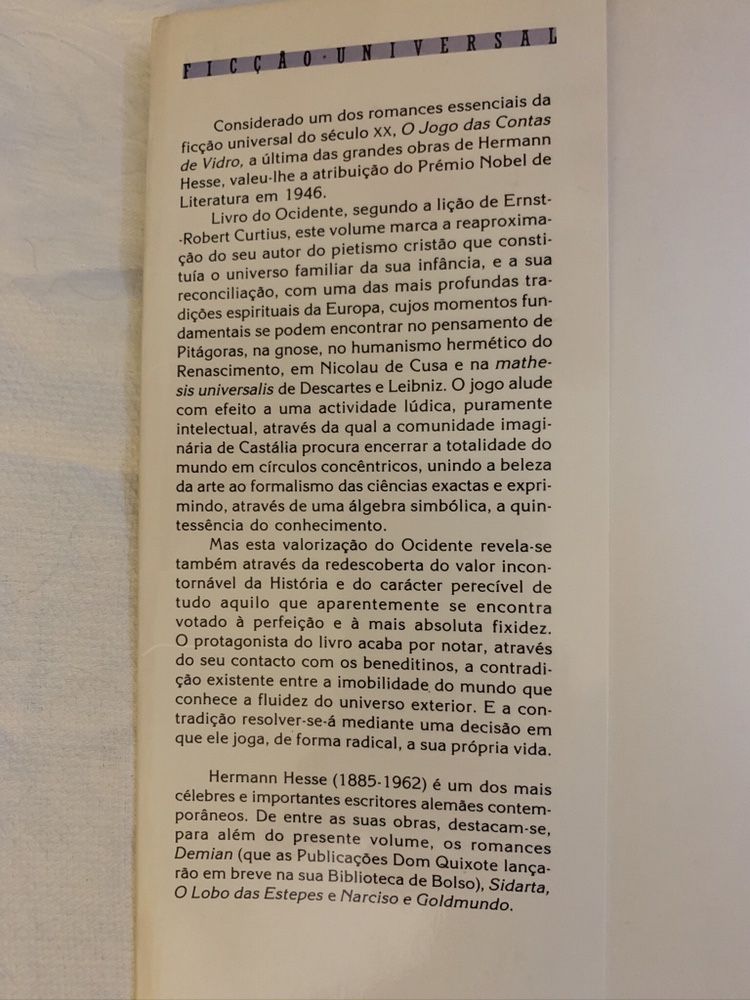 FICÇÃO·UNIVERSAL
Considerado um dos romances essenciais da
ficção universal do século XX, O Jogo das Contas
de Vidro, a última das grandes obras de Hermann
Hesse, valeu-lhe a atribuição do Prémio Nobel de
Literatura em 1946.
Livro do Ocidente, segundo a lição de Ernst-
-Robert Curtius, este volume marca a reaproxima-
ção do seu autor do pietismo cristão que consti-
tuía o universo familiar da sua infância, e a sua
reconciliação, com uma das mais profundas tra-
dições espirituais da Europa, cujos momentos fun-
damentais se podem encontrar no pensamento de
Pitágoras, na gnose, no humanismo hermético do
Renascimento, em Nicolau de Cusa e na mathe-
sis universalis de Descartes e Leibniz. O jogo alude
com efeito a uma actividade lúdica, puramente
intelectual, através da qual a comunidade imagi-
nária de Castália procura encerrar a totalidade do
mundo em círculos concêntricos, unindo a beleza
da arte ao formalismo das ciências exactas e expri-
mindo, através de uma álgebra simbólica, a quin-
tessência do conhecimento.
Mas esta valorização do Ocidente revela-se
também através da redescoberta do valor incon-
tornável da História e do carácter perecível de
tudo aquilo que aparentemente se encontra
votado à perfeição e à mais absoluta fixidez.
O protagonista do livro acaba por notar, através
do seu contacto com os beneditinos, a contradi-
ção existente entre a imobilidade do mundo que
conhece a fluidez do universo exterior. E a con-
tradição resolver-se-á mediante uma decisão em
que ele joga, de forma radical, a sua própria vida.
Hermann Hesse (1885-1962) é um dos mais
célebres e importantes escritores alemães contem-
porâneos. De entre as suas obras, destacam-se,
para além do presente volume, os romances
Demian (que as Publicações Dom Quixote lança-
rão em breve na sua Biblioteca de Bolso), Sidarta,
O Lobo das Estepes e Narciso e Goldmundo.